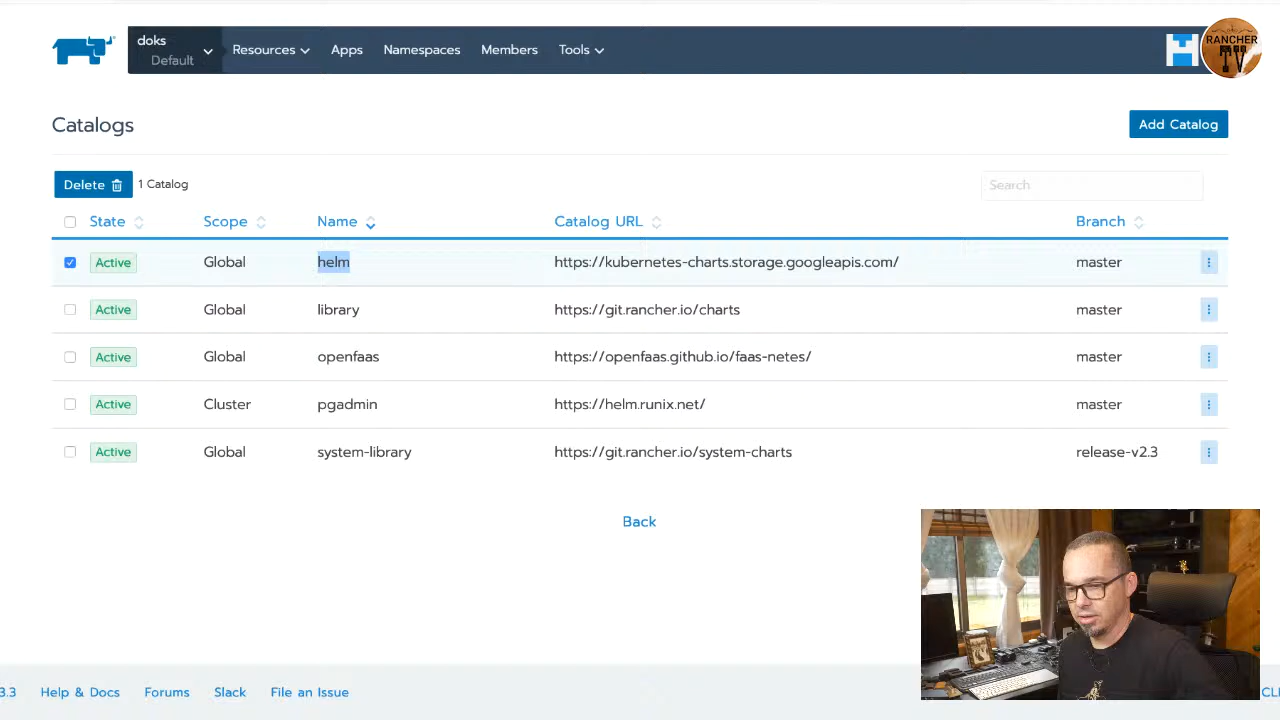 doks
Default
Resources
Apps
Namespaces
Members
Tools
RANCHER
TV
Catalogs
Add Catalog
Delete
1 Catalog
Search
State
Scope
Name
Catalog URL
Branch
Active
Global
helm
https://kubernetes-charts.storage.googleapis.com/
master
Active
Global
library
https://git.rancher.io/charts
master
Active
Global
openfaas
https://openfaas.github.io/faas-netes/
master
Active
Cluster
pgadmin
https://helm.runix.net/
master
Active
Global
system-library
https://git.rancher.io/system-charts
release-v2.3
Back
3.3
Help & Docs
Forums
Slack
File an Issue